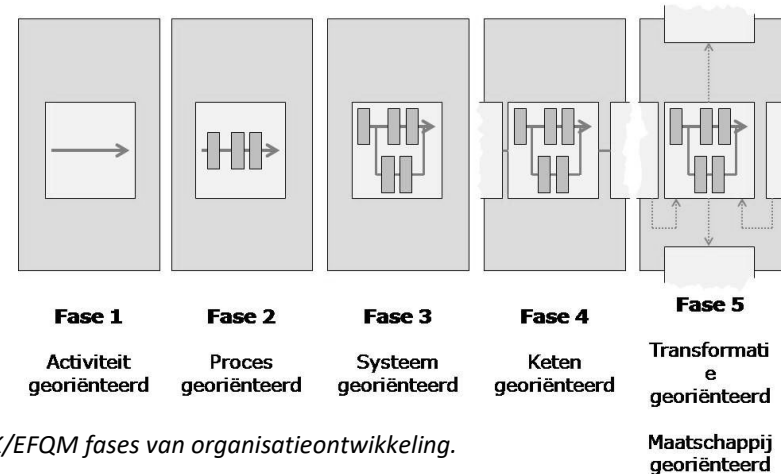 Fase 1
Activiteit
georiënteerd
Fase 2
Proces
georiënteerd
Fase 3
Systeem
georiënteerd
Fase 4
Keten
georiënteerd
Fase 5
Transformati
e
georiënteerd
Maatschappij
georiënteerd
/EFQM fases van organisatieontwikkeling.